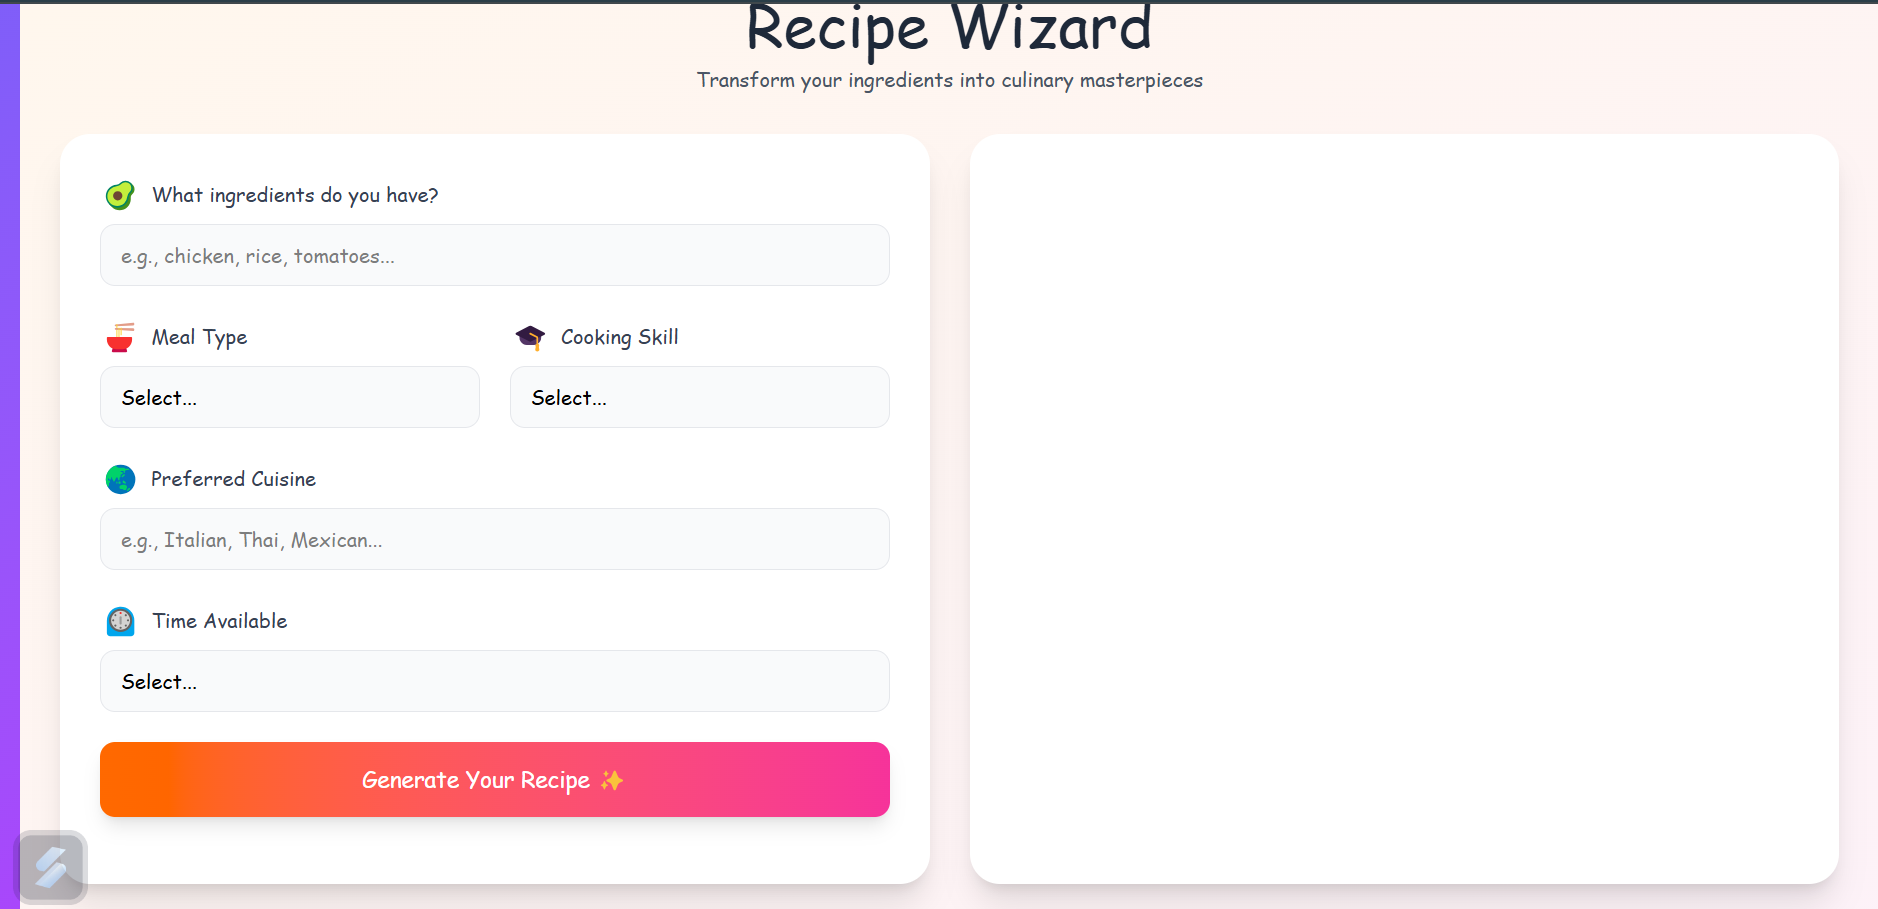 Recipe Wizard
Transform your ingredients into culinary masterpieces
What ingredients do you have?
e.g., chicken, rice, tomatoes...
Meal Type
Cooking Skill
Select...
Select...
Preferred Cuisine
e.g., Italian, Thai, Mexican...
Time Available
Select...
Generate Your Recipe ✨